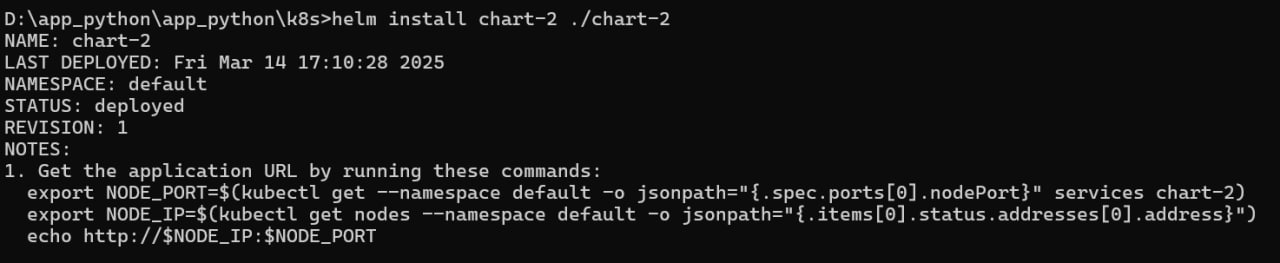 D:\app_python\app_python\k8s>helm install chart-2 ./chart-2
NAME: chart-2
LAST DEPLOYED: Fri Mar 14 17:10:28 2025
NAMESPACE: default
STATUS: deployed
REVISION: 1
NOTES:
1. Get the application URL by running these commands:
  export NODE_PORT=$(kubectl get --namespace default -o jsonpath="{.spec.ports[0].nodePort}" services chart-2)
  export NODE_IP=$(kubectl get nodes --namespace default -o jsonpath="{.items[0].status.addresses[0].address}")
  echo http://$NODE_IP:$NODE_PORT